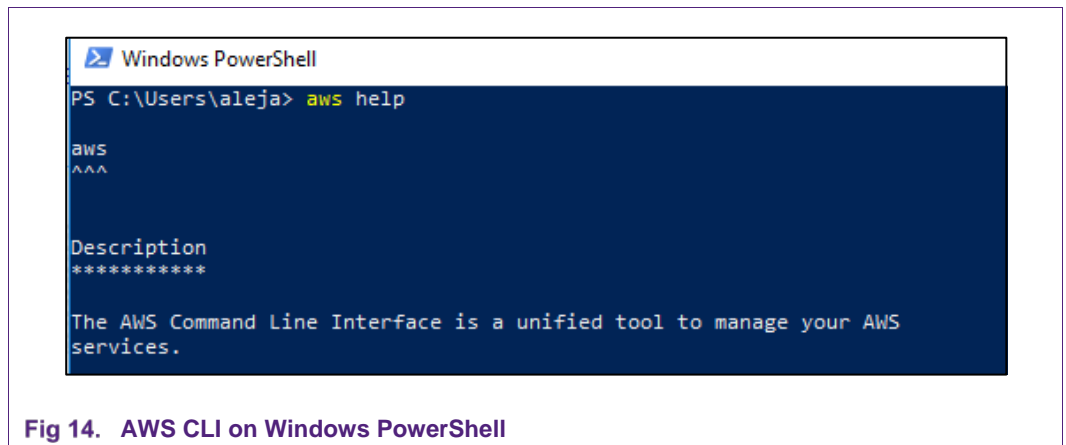 Windows PowerShell
PS C:\Users\aleja> aws help
aws
^^^
Description
***********
The AWS Command Line Interface is a unified tool to manage your AWS
services.
Fig 14. AWS CLI on Windows PowerShell